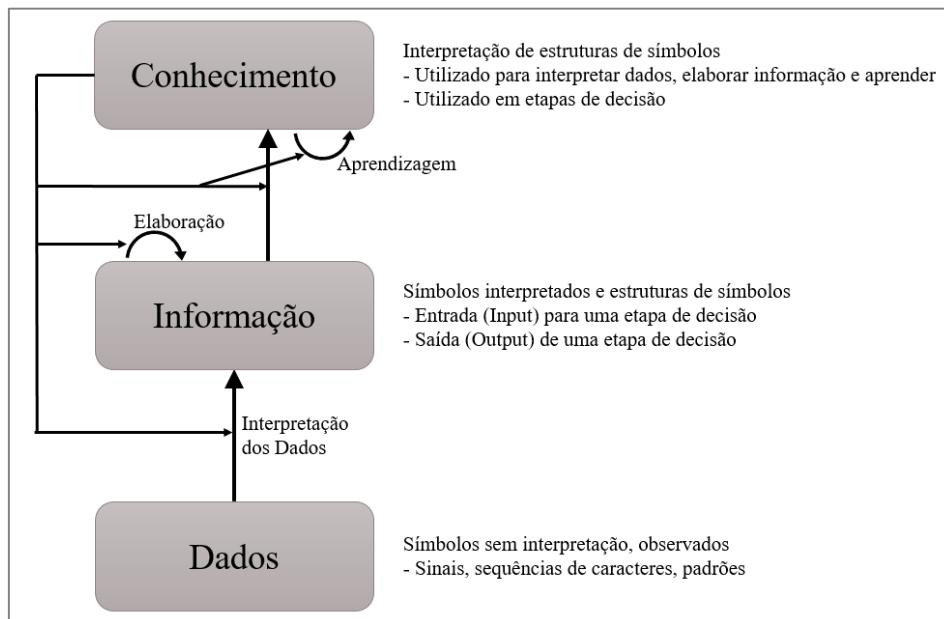 Conhecimento
Interpretação de estruturas de símbolos
- Utilizado para interpretar dados, elaborar informação e aprender
- Utilizado em etapas de decisão
Aprendizagem
Elaboração
Informação
Símbolos interpretados e estruturas de símbolos
- Entrada (Input) para uma etapa de decisão
- Saída (Output) de uma etapa de decisão
Interpretação
dos Dados
Dados
Símbolos sem interpretação, observados
- Sinais, sequências de caracteres, padrões